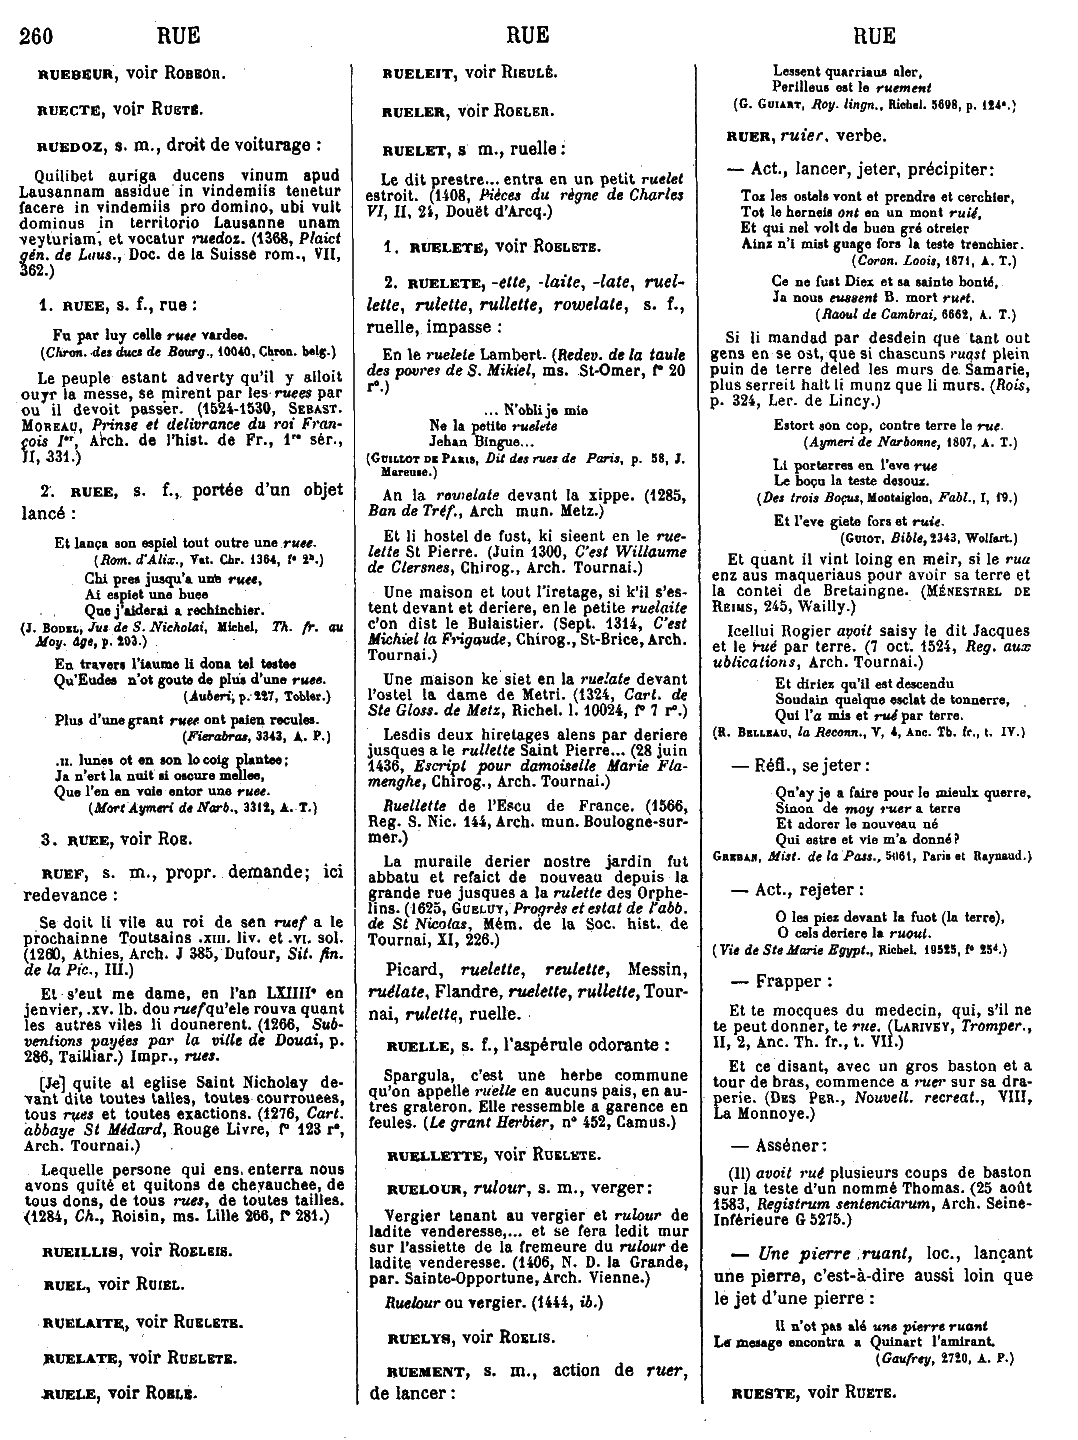 260 RUE RUE RUE
RUEBEUR, voir ROBBOR.
RUECTE, voir RUETÉ.
RUEDOZ, s. m., droit de voiturage :
Quilibet auriga ducens vinum apud
Lausannam assidue in vindemiis tenetur
facere in vindemiis pro domino, ubi vult
dominus in territorio Lausanne unam
veyturiam, et vocatur ruedoz. (1368, Plaict
gén. de Laus., Doc. de la Suisse rom., VII,
362.)
1. RUEE, s. f., rue :
Fu par luy celle ruee vardee.
(Chron. des ducs de Bourg., 10040, Chron. belg.)
Le peuple estant adverty qu'il y alloit
ouyr la messe, se mirent par les ruees par
ou il devoit passer. (1524-1530, SEBAST.
MOREAU, Prinse et delivrance du roi Fran-
çois Ier, Arch. de l'hist. de Fr., 1re sér.,
II, 331.)
2. RUEE, s. f., portée d'un objet
lancé :
Et lança son espiel tout outre une ruee.
(Rom. d'Alix., Vat. Chr. 1364, f° 2b.)
Chi pres jusqu'a une ruee,
Ai espiet une buee
Que j'aiderai a rechinchier.
(J. BODEL, Jus de S. Nicholai, Michel, Th. fr. au
Moy. Age, p. 203.)
En travers l'iaume li dona tel testee
Qu'Eudes n'ot goute de pluis d'une ruee.
(Auberi, p. 227, Tobler.)
Plus d'une grant ruee ont paien recules.
(Fierabras, 3343, A. P.)
.II. lunes ot en son lo coig plantee;
Ja n'ert la nuit si oscure mellee,
Que l'en en voie entor une ruee.
(Mort Aymeri de Narb., 3312, A. T.)
3. RUEE, voir ROE.
RUEF, s. m., propr. demande; ici
redevance :
Se doit li vile au roi de sen ruef a le
prochainne Toutsains .XIII. liv. et .VI. sol.
(1260, Athies, Arch. J 385, Dufour, Sit. fin.
de la Pic., III.)
Et s'eut me dame, en l'an LXIIII e en
jenvier, .XV. lb. dou ruef qu'ele rouva quant
les autres viles li dounerent. (1266, Sub-
ventions payées par la ville de Douai, p.
286, Tailliar.) Impr., rues.
[Je] quite al eglise Saint Nicholay de-
vant dite toutes tailes, toutes courrouees,
tous rues et toutes exactions. (1276, Cart.
abbaye St Médard, Rouge Livre, f° 123 r°,
Arch. Tournai.)
Lequelle persone qui ens enterra nous
avons quité et quitons de chevauchee, de
tous dons, de tous rues, de toutes tailles.
(1284, Ch., Roisin, ms. Lille 266, f° 281.)
RUEILLIS, voir ROELEIS.
RUEL, voir RUIEL.
RUELAITE, voir RUELETE.
RUELATE, voir RUELETE.
RUELE, voir ROBLE.
RUELEIT, voir RIEULÉ.
RUELER, voir ROELER.
RUELET, s m., ruelle :
Le dit prestre... entra en un petit ruelet
estroit. (1408, Pièces du règne de Charles
VI, II, 24, Douët d'Arcq.)
1. RUELETE, voir ROELETE.
2. RUELETE, -ette, -laite, -late, ruel-
lette, rulette, rullette, rowelate, s. f.,
ruelle, impasse :
En le ruelete Lambert. (Redev. de la taule
des povres de S. Mikiel, ms. St-Omer, f° 20
r°.)
... N'obli je mie
Ne la petite ruelete
Jehan Bingue...
(GUILLOT DE PARIS, Dit des rues de Paris, p. 58, J.
Mareuse.)
An la rowelate devant la xippe. (1285,
Ban de Tréf., Arch mun. Metz.)
Et li hostel de fust, ki sieent en le rue-
lette St Pierre. (Juin 1300, C'est Willaume
de Clersnes, Chirog., Arch. Tournai.)
Une maison et tout l'iretage, si k'il s'es-
tent devant et deriere, en le petite ruelaite
c'on dist le Bulaistier. (Sept. 1314, C'est
Michiel la Frigaude, Chirog., St-Brice, Arch.
Tournai.)
Une maison ke siet en la ruelate devant
l'ostel la dame de Metri. (1324, Cart. de
Ste Gloss. de Metz, Richel. l. 10024, f° 7 r°.)
Lesdis deux hiretages alens par deriere
jusques a le rullette Saint Pierre... (28 juin
1436, Escript pour damoiselle Marie Fla-
menghe, Chirog., Arch. Tournai.)
Ruellette de l'Escu de France. (1566,
Reg. S. Nic. 144, Arch. mun. Boulogne-sur-
mer.)
La muraile derier nostre jardin fut
abbatu et refaict de nouveau depuis la
grande rue jusques a la rulette des Orphe-
lins. (1625, GUELUY, Progrès et estat de l'abb.
de St Nicolas, Mém. de la Soc. hist. de
Tournai, XI, 226.)
Picard, ruelette, reulette, Messin,
ruélate, Flandre, ruelette, rullette, Tour-
nai, rulette, ruelle.
RUELLE, s. f., l'aspérule odorante :
Spargula, c'est une herbe commune
qu'on appelle ruelle en aucuns pais, en au-
tres grateron. Elle ressemble a garence en
feules. (Le grant Herbier, n° 452, Camus.)
RUELLETTE, voir RUELETE.
RUELOUR, rulour, s. m., verger :
Vergier tenant au vergier et rulour de
ladite venderesse,... et se fera ledit mur
sur l'assiette de la fremeure du rulour de
ladite venderesse. (1406, N. D. la Grande,
par. Sainte-Opportune, Arch. Vienne.)
Ruelour ou vergier. (1444, ib.)
RUELYS, voir ROELIS.
RUEMENT, s. m., action de ruer,
de lancer :
Lessent quarriaus aler,
Perilleus est le ruement
(G. GUIART, Roy. lingn., Richel. 5698, p. 124a.)
RUER, ruier, verbe.
— Act., lancer, jeter, précipiter :
Toz les ostels vont et prendre et cerchier,
Tot le herneis ont en un mont ruié,
Et qui nel volt de buen gré otreier
Ainz n'i mist guage fors la teste trenchier.
(Coron. Loois, 1871, A. T.)
Ce ne fust Diex et sa sainte bonté,
Ja nous eussent B. mort ruet.
(Raoul de Cambrai, 6662, A. T.)
Si li mandad par desdein que tant out
gens en se ost, que si chascuns ruast plein
puin de terre deled les murs de Samarie,
plus serreit halt li munz que li murs. (Rois,
p. 324, Ler. de Lincy.)
Estort son cop, contre terre le rue.
(Aymeri de Narbonne, 1807, A. T.)
Li porterres en l'eve rue
Le boçu la teste desouz.
(Des trois Boçus, Montaiglon, Fabl., I, 19.)
Et l'eve giete fors et ruie.
(GUIOT, Bible, 2343, Wolfart.)
Et quant il vint loing en meir, si le rua
enz aus maqueriaus pour avoir sa terre et
la contei de Bretaingne. (MÉNESTREL DE
REIMS, 245, Wailly.)
Icellui Rogier avoit saisy le dit Jacques
et le rué par terre. (7 oct. 1524, Reg. aux
ublications, Arch. Tournai.)
Et diriez qu'il est descendu
Soudain quelque esclat de tonnerre,
Qui l'a mis et rué par terre.
(R. BELLEAU, la Reconn., V, 4, Anc. Th. fr., t. IV.)
— Réfl., se jeter :
Qu'ay je a faire pour le mieulx querre,
Sinon de moy ruer a terre
Et adorer le nouveau né
Qui estre et vie m'a donné?
GREBAN, Mist. de la Pass., 5061, Paris et Raynaud.)
— Act., rejeter :
O les piez devant la fuot (la terre),
O cels deriere la ruout.
(Vie de Ste Marie Egypt., Richel. 19525, f° 25d.)
— Frapper :
Et te mocques du medecin, qui, s'il ne
te peut donner, te rue. (LARIVEY, Tromper.,
II, 2, Anc. Th. fr., t. VII.)
Et ce disant, avec un gros baston et a
tour de bras, commence a ruer sur sa dra-
perie. (DES PER., Nouvell. recreat., VIII,
La Monnoye.)
— Asséner :
(Il) avoit rué plusieurs coups de baston
sur la teste d'un nommé Thomas. (25 août
1583, Registrum sentenciarum, Arch. Seine-
Inférieure G 5275.)
— Une pierre ruant, loc., lançant
une pierre, c'est-à-dire aussi loin que
le jet d'une pierre :
Il n'ot pas alé une pierre ruant
Le mesage encontra a Quinart l'amirant.
(Gaufrey, 2720, A. P.)
RUESTE, voir RUETE.